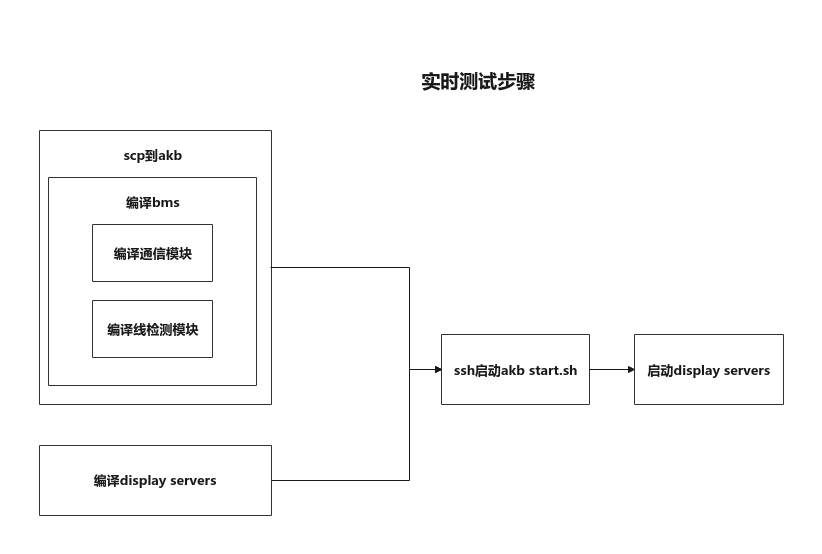 实时测试步骤
scp到akb
编译bms
编译通信模块
编译线检测模块
ssh启动akb start.sh
启动display servers
编译display servers